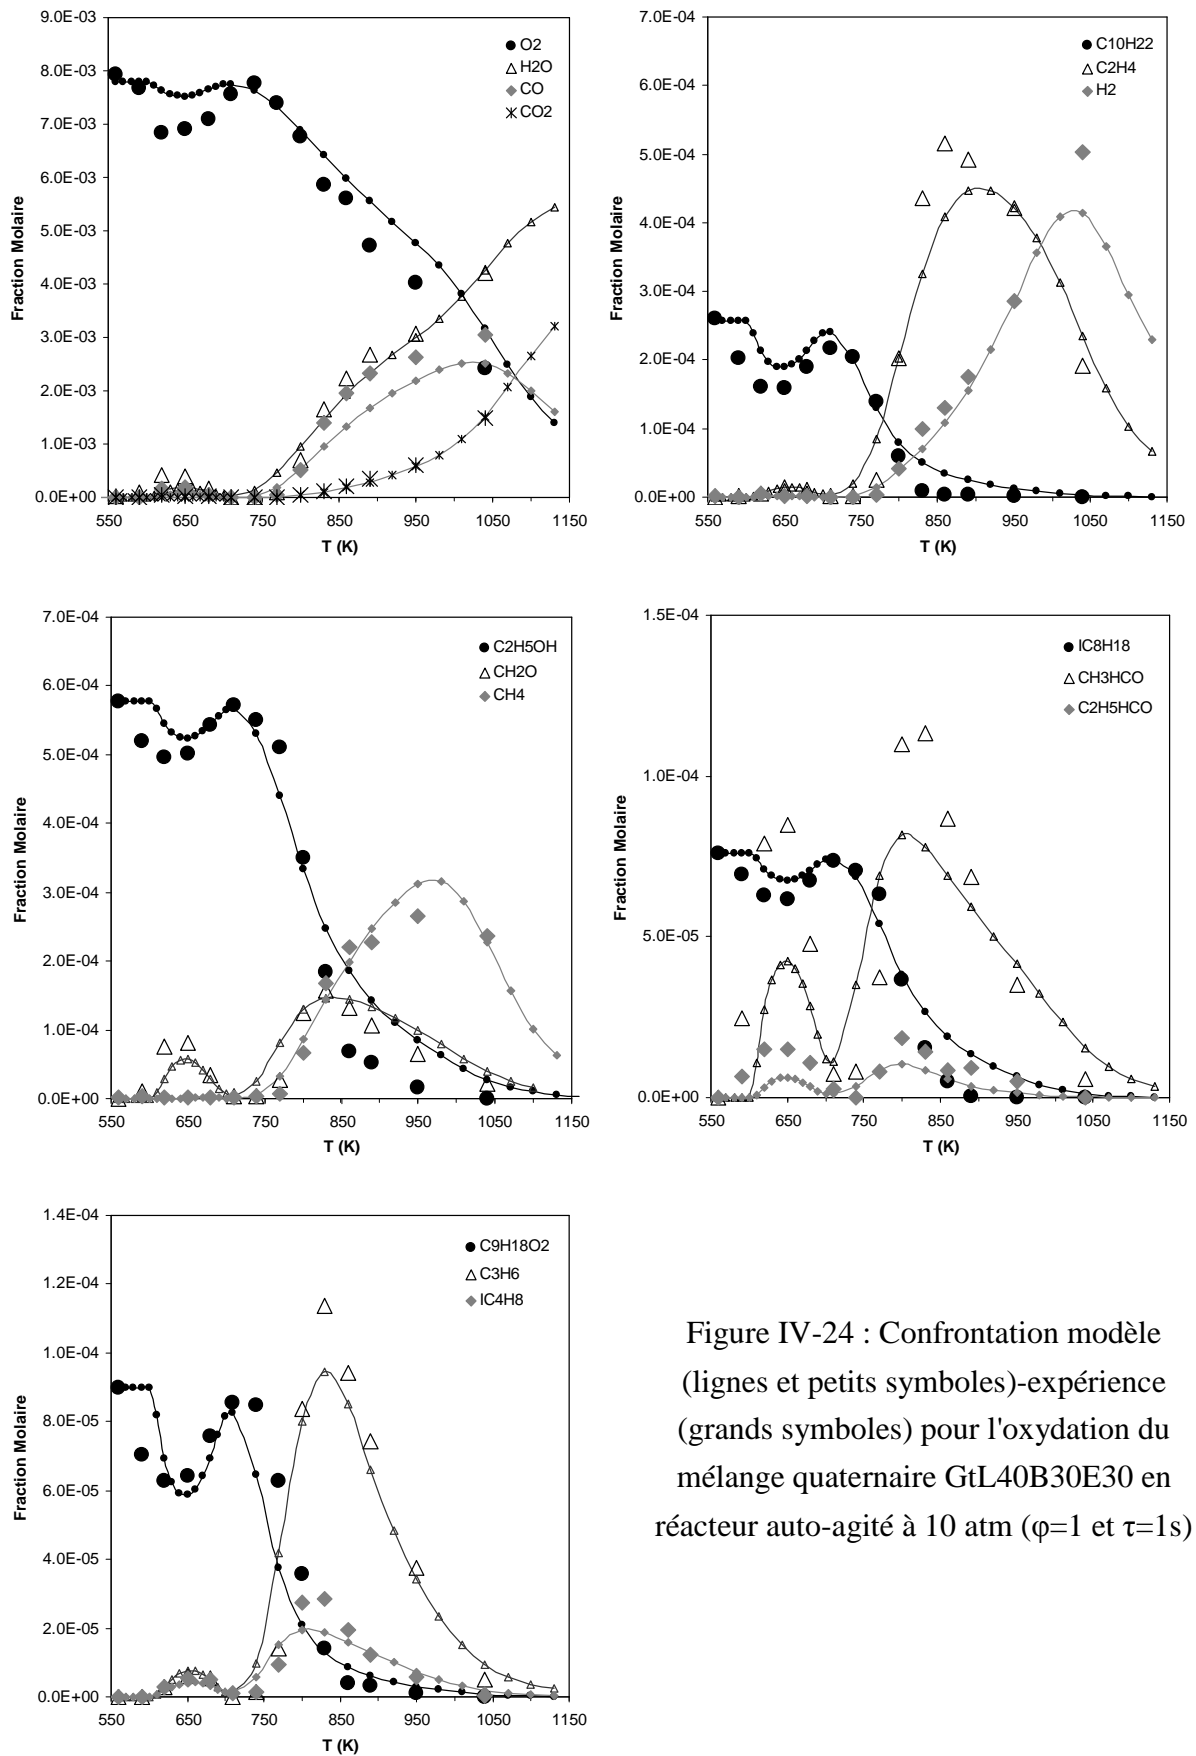 9.0E-03
8.0E-03
7.0E-03
6.0E-03
5.0E-03
4.0E-03
3.0E-03
2.0E-03
1.0E-03
0.0E+00
550 650 750 850 950 1050 1150
T (K)
Fraction Molaire
O2
H2O
CO
CO2
7.0E-04
6.0E-04
5.0E-04
4.0E-04
3.0E-04
2.0E-04
1.0E-04
0.0E+00
550 650 750 850 950 1050 1150
T (K)
Fraction Molaire
C10H22
C2H4
H2
7.0E-04
6.0E-04
5.0E-04
4.0E-04
3.0E-04
2.0E-04
1.0E-04
0.0E+00
550 650 750 850 950 1050 1150
T (K)
Fraction Molaire
C2H5OH
CH2O
CH4
1.5E-04
1.0E-04
5.0E-05
0.0E+00
550 650 750 850 950 1050 1150
T (K)
Fraction Molaire
IC8H18
CH3HCO
C2H5HCO
1.4E-04
1.2E-04
1.0E-04
8.0E-05
6.0E-05
4.0E-05
2.0E-05
0.0E+00
550 650 750 850 950 1050 1150
T (K)
Fraction Molaire
C9H18O2
C3H6
IC4H8
Figure IV-24 : Confrontation modèle
(lignes et petits symboles)-expérience
(grands symboles) pour l'oxydation du
mélange quaternaire GtL40B30E30 en
réacteur auto-agité à 10 atm (φ=1 et τ=1s)